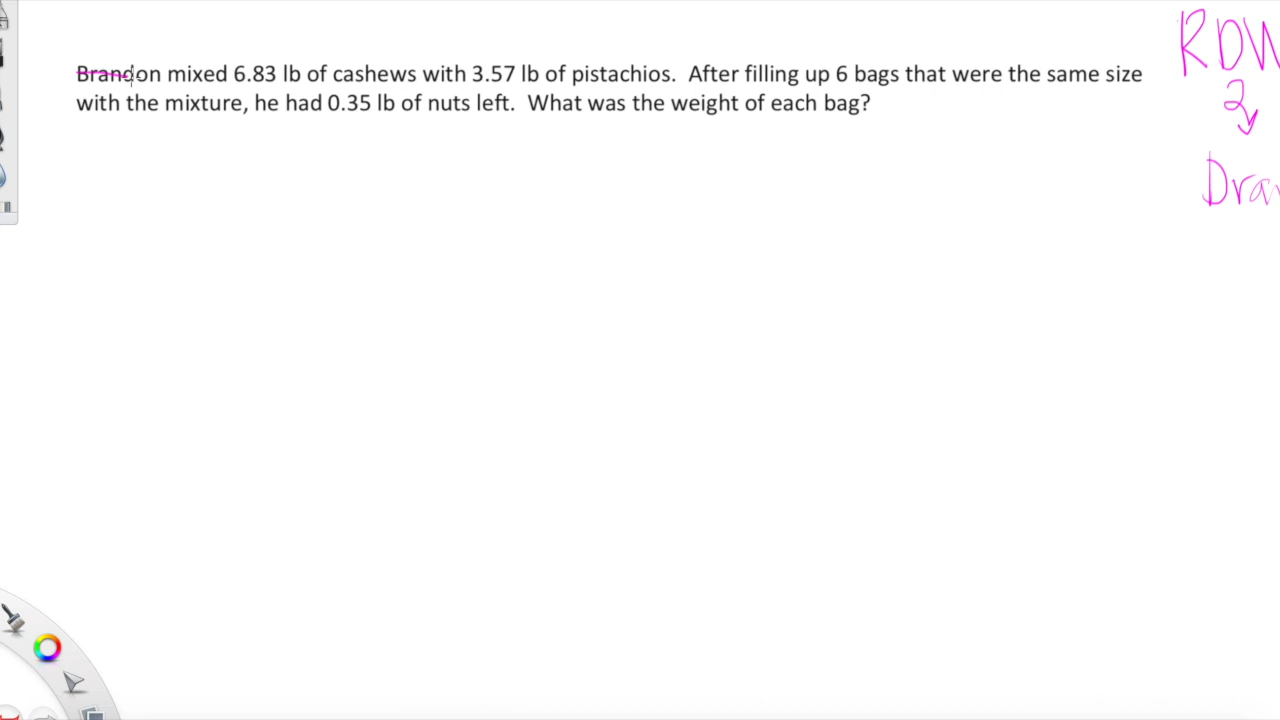 Brandon mixed 6.83 lb of cashews with 3.57 lb of pistachios. After filling up 6 bags that were the same size
with the mixture, he had 0.35 lb of nuts left. What was the weight of each bag?
RDW
2
Dra